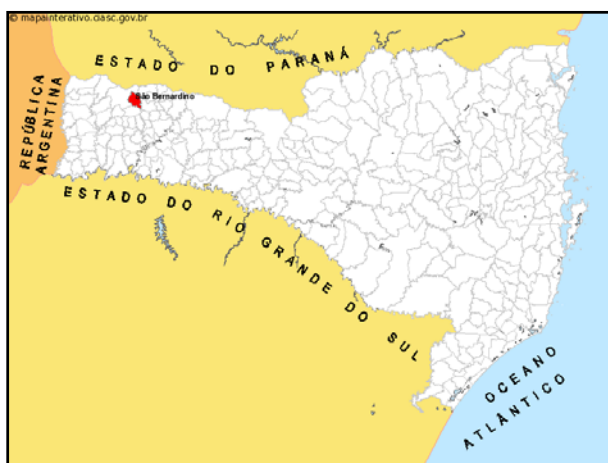 © mapainterativo.ciasc.gov.br
ESTADO DO PARANÁ
São Bernardino
REPÚBLICA
ARGENTINA
ESTADO DO RIO GRANDE DO SUL
OCEANO
ATLÂNTICO